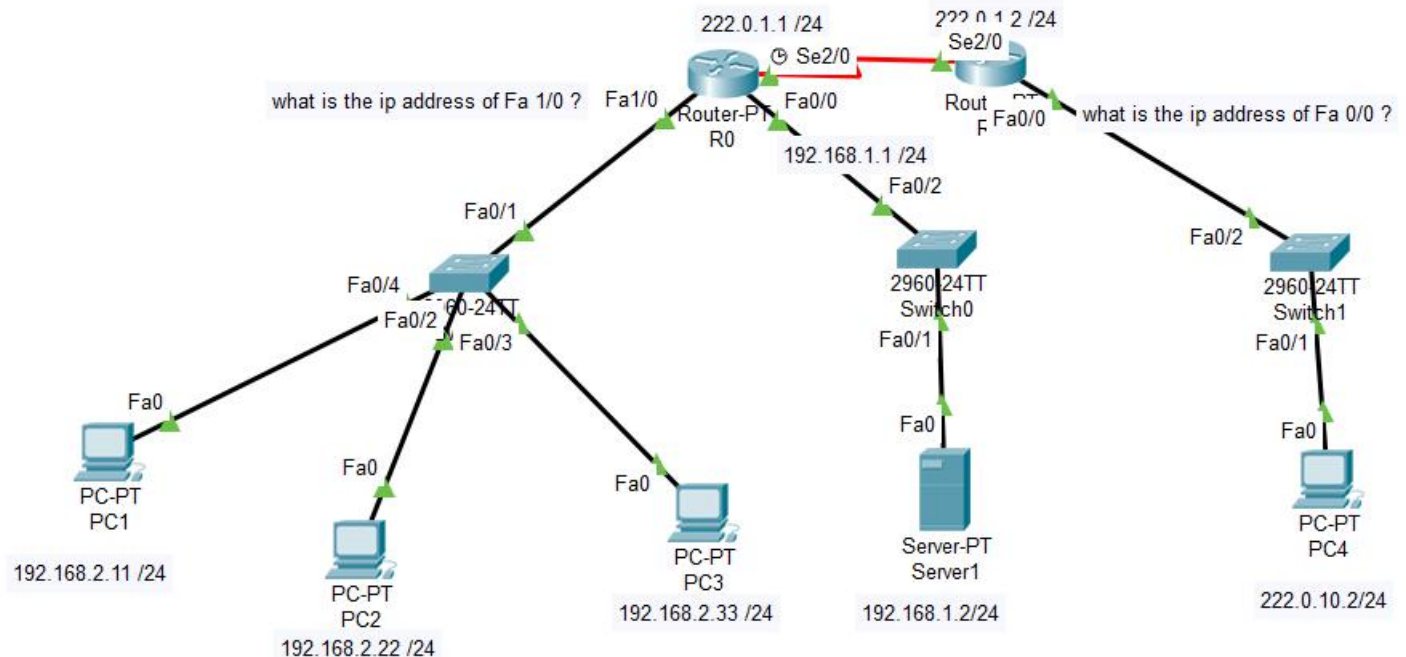 222.0.1.1 /24
222.0.1.2 /24
Se2/0
Se2/0
what is the ip address of Fa 1/0 ?
Fa1/0
Fa0/0
Router-PT
R0
Fa0/0
what is the ip address of Fa 0/0 ?
192.168.1.1 /24
Fa0/2
Fa0/1
Fa0/2
2960-24TT
Switch0
2960-24TT
Switch1
Fa0/4
Fa0/2
Fa0/3
Fa0/1
Fa0/1
Fa0
Fa0
Fa0
Fa0
Fa0
PC-PT
PC1
192.168.2.11 /24
PC-PT
PC2
192.168.2.22 /24
PC-PT
PC3
192.168.2.33 /24
Server-PT
Server1
192.168.1.2/24
PC-PT
PC4
222.0.10.2/24